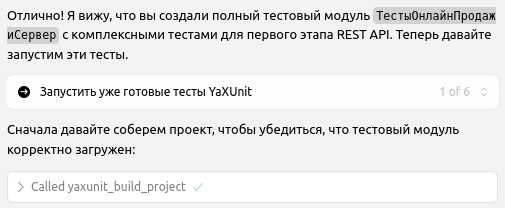 Отлично! Я вижу, что вы создали полный тестовый модуль ТестыОнлайнПродаж
иСервер с комплексными тестами для первого этапа REST API. Теперь давайте
запустим эти тесты.
Запустить уже готовые тесты YaXUnit 1 of 6
Сначала давайте соберем проект, чтобы убедиться, что тестовый модуль
корректно загружен:
Called yaxunit_build_project